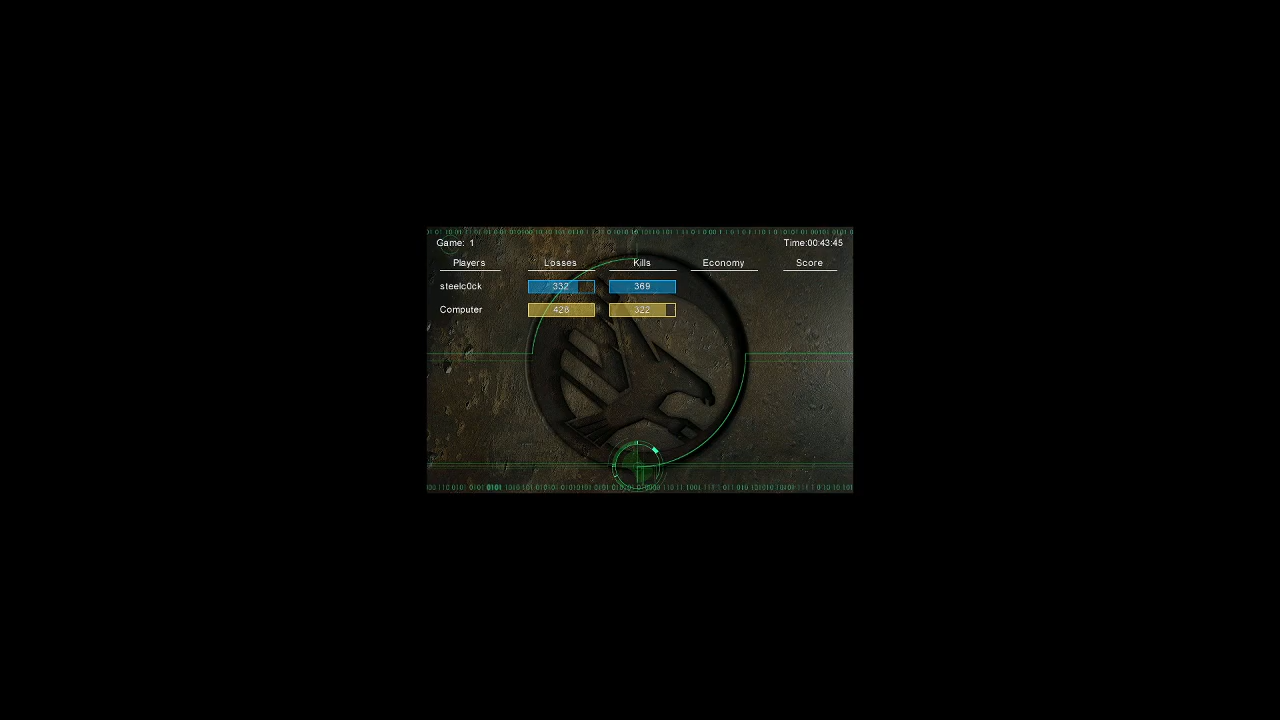 Game: 1 Time:00:43:45
Players Losses Kills Economy Score
steelc0ck 332 369
Computer 426 322